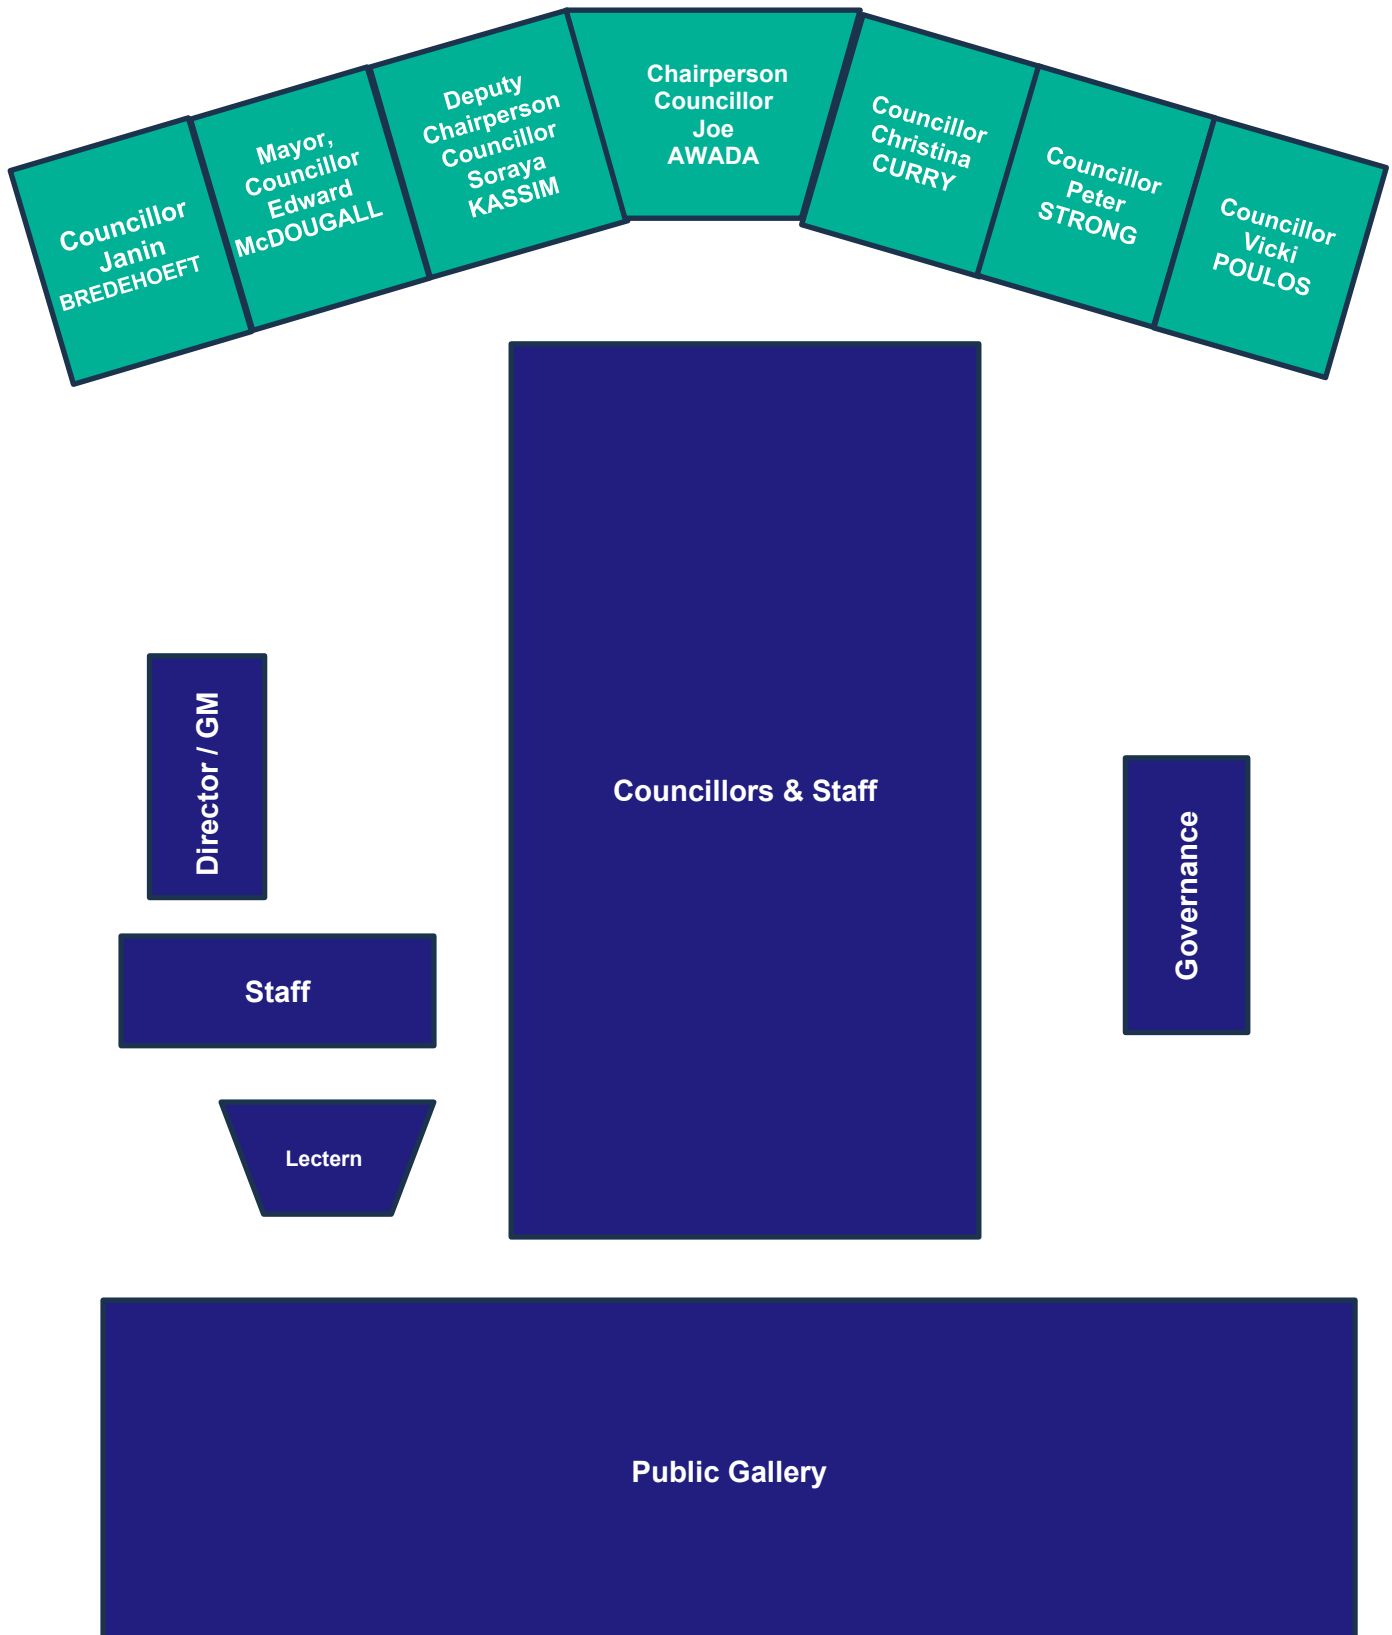 Councillor
Janin
BREDEHOEFT
Mayor,
Councillor
Edward
McDOUGALL
Deputy
Chairperson
Councillor
Soraya
KASSIM
Chairperson
Councillor
Joe
AWADA
Councillor
Christina
CURRY
Councillor
Peter
STRONG
Councillor
Vicki
POULOS
Director / GM
Councillors & Staff
Governance
Staff
Lectern
Public Gallery